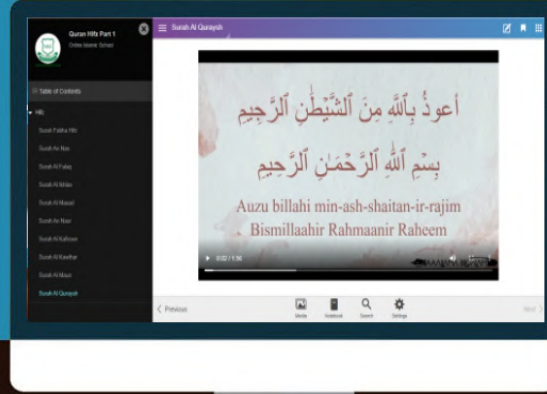 Quran Hifz Part 1
Online Islamic School
Table of Contents
Hifz
Surah Fatiha Hifz
Surah An Nas
Surah Al Falaq
Surah Al Ikhlas
Surah Al Masad
Surah An Nasr
Surah Al Kafiroon
Surah Al Kawthar
Surah Al Maun
Surah Al Quraysh
Surah Al Quraysh
أعوذُ بِٱللَّهِ مِنَ ٱلشَّيْطَٰنِ ٱلرَّجِيمِ
بِسْمِ ٱللَّهِ ٱلرَّحْمَـٰنِ ٱلرَّحِيمِ
Auzu billahi min-ash-shaitan-ir-rajim
Bismillaahir Rahmaanir Raheem
0:02 / 1:56
Previous
Media
Notebook
Search
Settings
Next